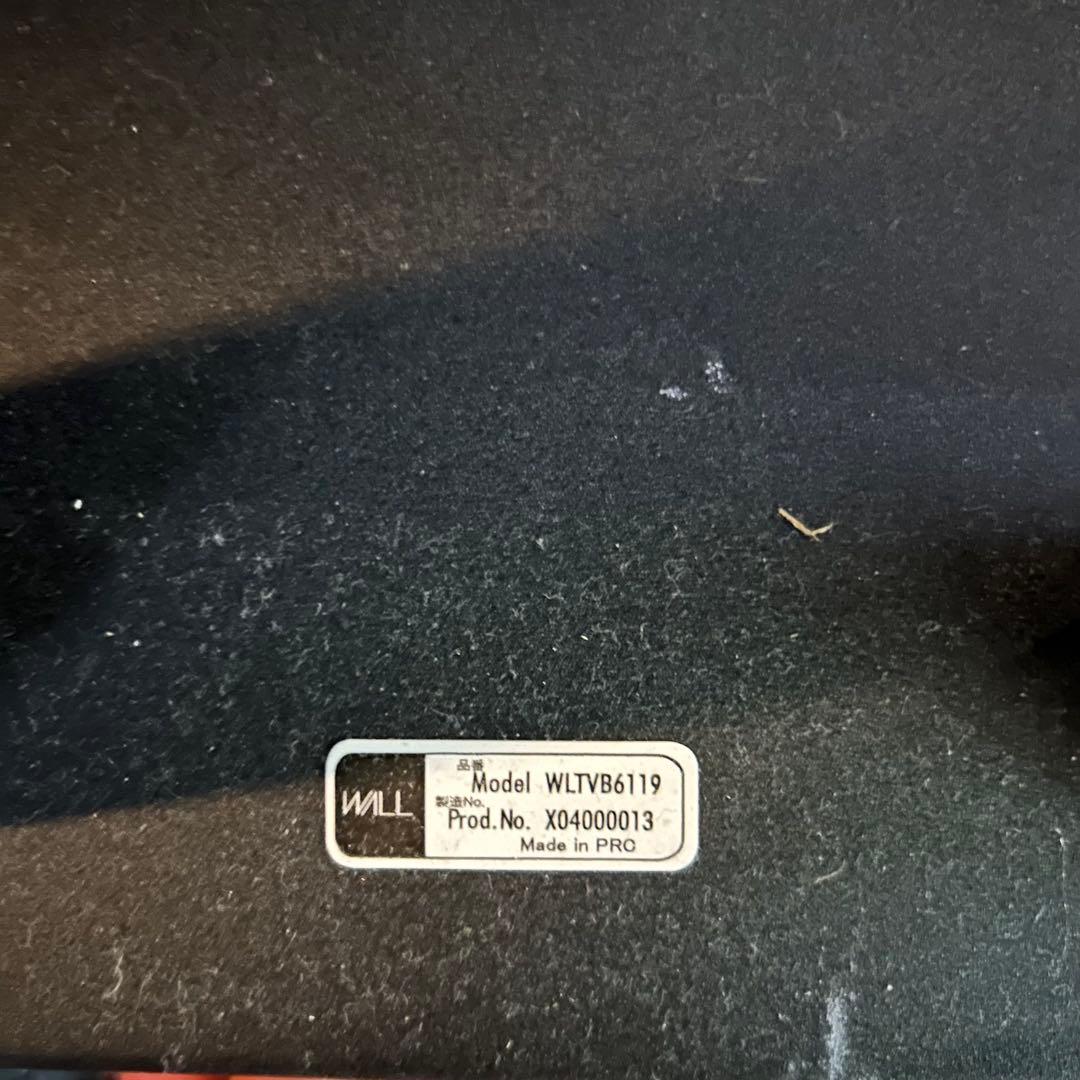 WALL
品番
Model WLTVB6119
製造No.
Prod.No. X04000013
Made in PRC